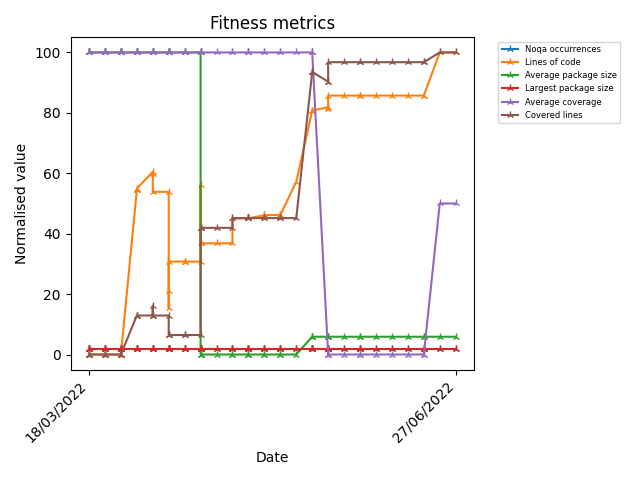 Fitness metrics
100
80
60
40
20
0
Normalised value
18/03/2022
27/06/2022
Date
Noqa occurrences
Lines of code
Average package size
Largest package size
Average coverage
Covered lines